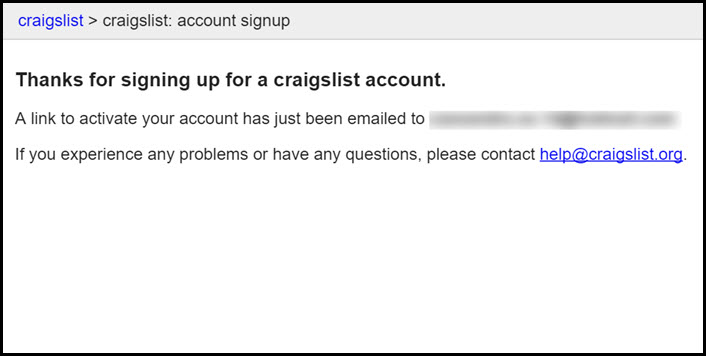 craigslist > craigslist: account signup
Thanks for signing up for a craigslist account.
A link to activate your account has just been emailed to
If you experience any problems or have any questions, please contact help@craigslist.org.